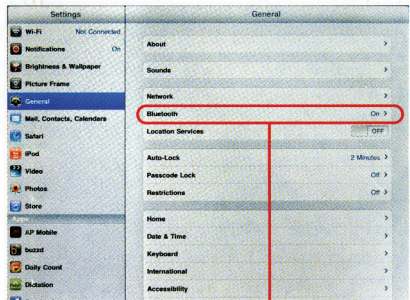 Settings
General
Wi-Fi Not Connected
Notifications On
Brightness & Wallpaper
Picture Frame
General
Mail, Contacts, Calendars
Safari
iPod
Video
Photos
Store
Apps
AP Mobile
buzzd
Daily Count
Dictation
About
Sounds
Network
Bluetooth On
Location Services OFF
Auto-Lock 2 Minutes
Passcode Lock Off
Restrictions Off
Home
Date & Time
Keyboard
International
Accessibility